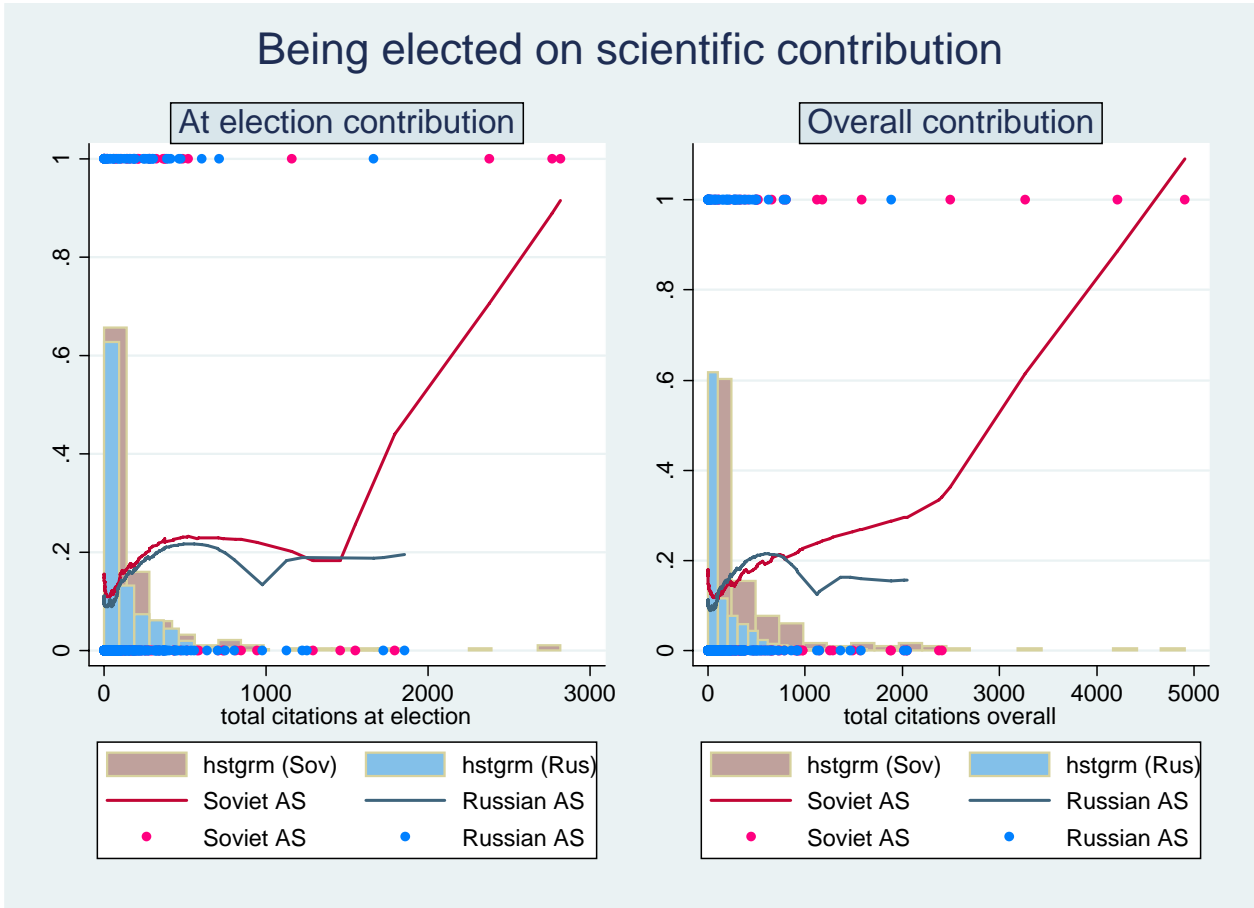 Being elected on scientific contribution
At election contribution
1
.8
.6
.4
.2
0
0 1000 2000 3000
total citations at election
hstgrm (Sov) hstgrm (Rus)
Soviet AS Russian AS
Soviet AS Russian AS
Overall contribution
1
.8
.6
.4
.2
0
0 1000 2000 3000 4000 5000
total citations overall
hstgrm (Sov) hstgrm (Rus)
Soviet AS Russian AS
Soviet AS Russian AS